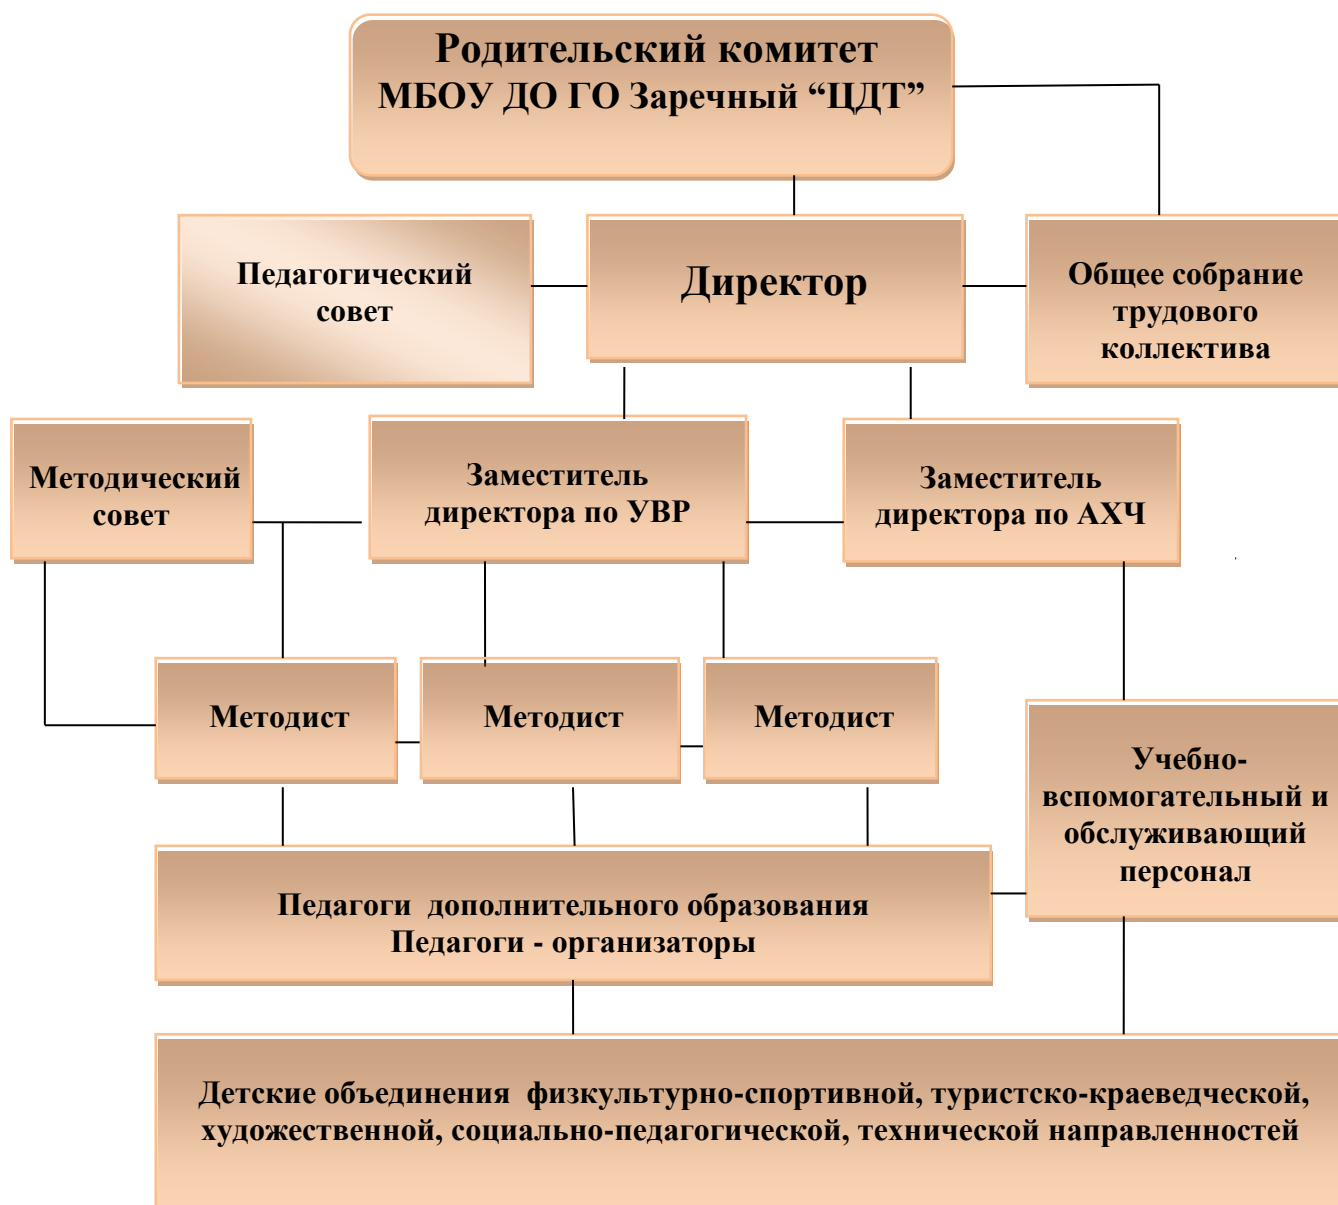 Родительский комитет
МБОУ ДО ГО Заречный “ЦДТ”
Педагогический
совет
Директор
Общее собрание
трудового
коллектива
Методический
совет
Заместитель
директора по УВР
Заместитель
директора по АХЧ
Методист
Методист
Методист
Учебно-
вспомогательный и
обслуживающий
персонал
Педагоги  дополнительного образования
Педагоги - организаторы
Детские объединения  физкультурно-спортивной, туристско-краеведческой,
художественной, социально-педагогической, технической направленностей